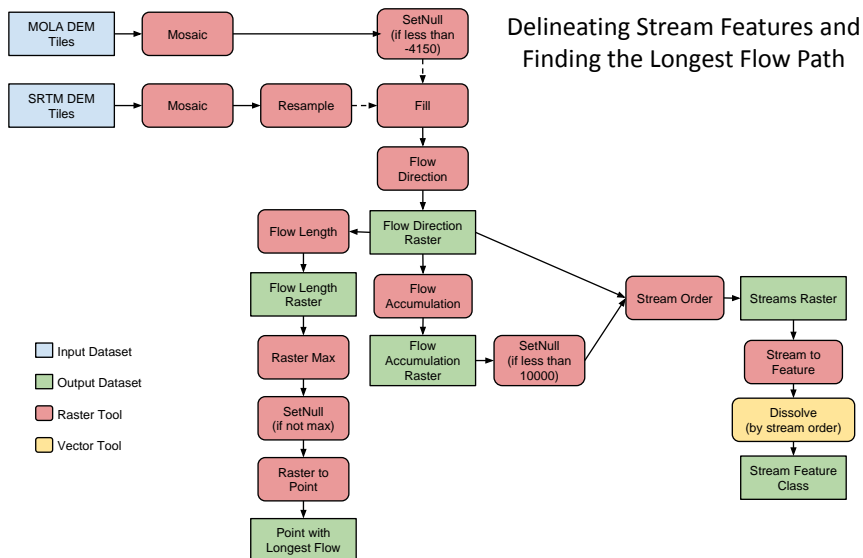 Delineating Stream Features and
Finding the Longest Flow Path
MOLA DEM
Tiles
Mosaic
SetNull
(if less than
-4150)
SRTM DEM
Tiles
Mosaic
Resample
Fill
Flow
Direction
Flow Length
Flow Direction
Raster
Flow Length
Raster
Flow
Accumulation
Stream Order
Streams Raster
Raster Max
Flow
Accumulation
Raster
SetNull
(if less than
10000)
Stream to
Feature
Input Dataset
Output Dataset
Raster Tool
Vector Tool
SetNull
(if not max)
Dissolve
(by stream order)
Raster to
Point
Stream Feature
Class
Point with
Longest Flow